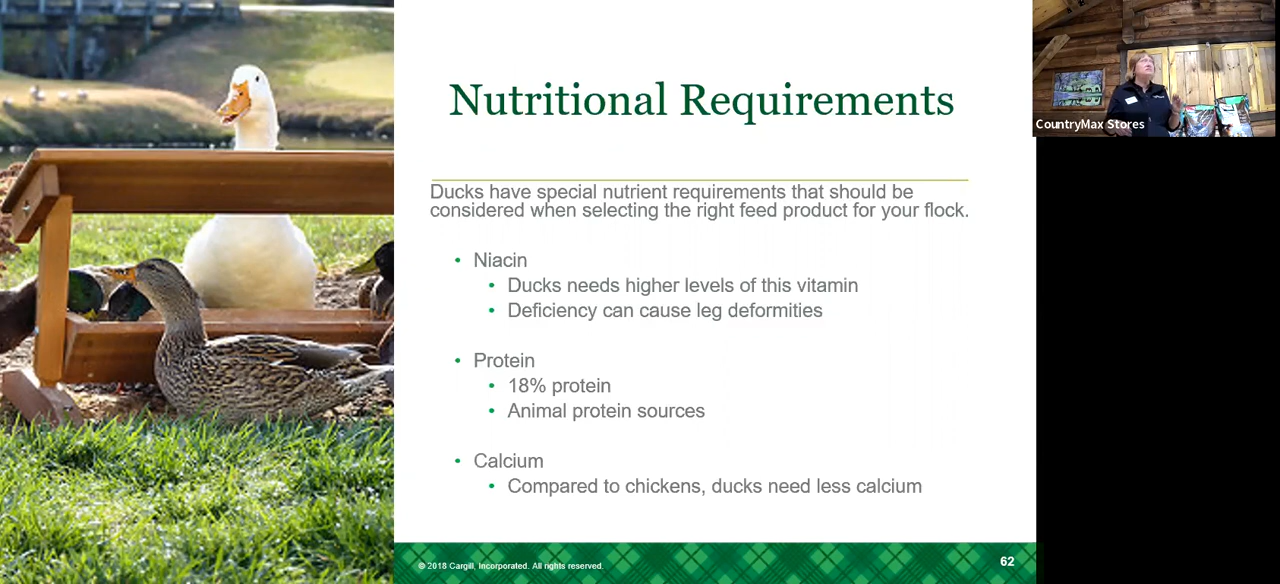 Nutritional Requirements
Ducks have special nutrient requirements that should be
considered when selecting the right feed product for your flock.
• Niacin
• Ducks needs higher levels of this vitamin
• Deficiency can cause leg deformities
• Protein
• 18% protein
• Animal protein sources
• Calcium
• Compared to chickens, ducks need less calcium
© 2018 Cargill, Incorporated. All rights reserved.
62
CountryMax Stores